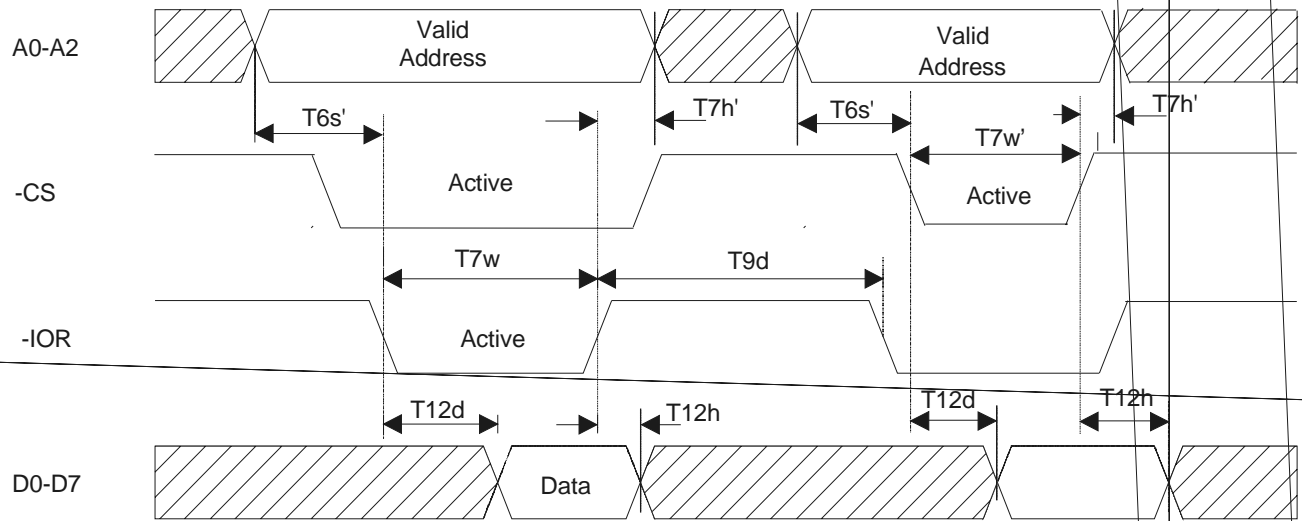 A0-A2
Valid
Address
Valid
Address
T6s'
T7h'
T6s'
T7h'
T7w’
-CS
Active
Active
T7w
T9d
-IOR
Active
T12d
T12h
T12d
T12h
D0-D7
Data